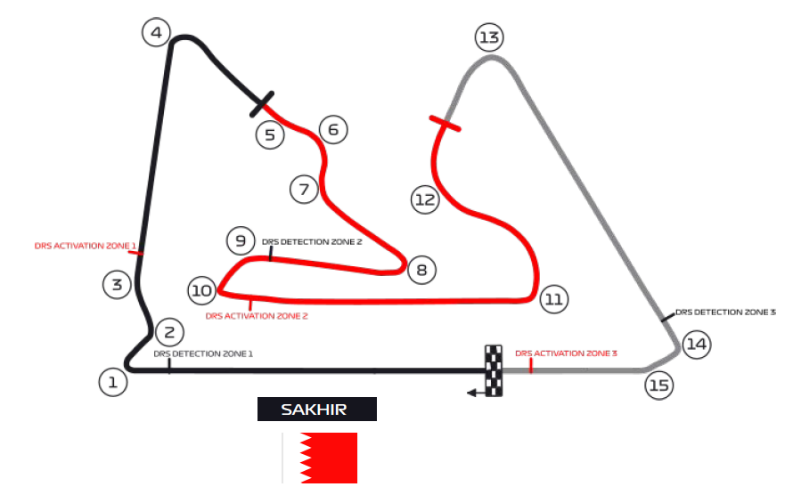 4
13
5
6
7
12
DRS ACTIVATION ZONE 1
9
DRS DETECTION ZONE 2
8
3
10
11
DRS ACTIVATION ZONE 2
DRS DETECTION ZONE 3
2
14
DRS DETECTION ZONE 1
DRS ACTIVATION ZONE 3
1
15
SAKHIR